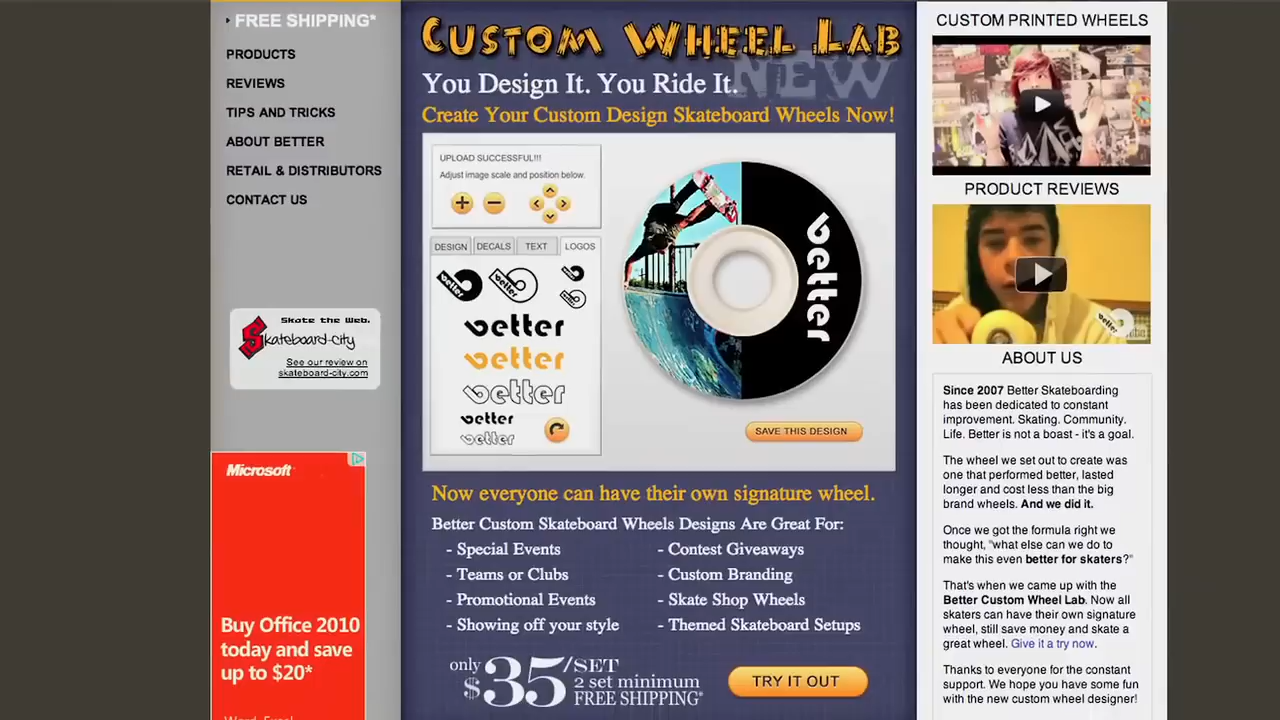 FREE SHIPPING*
PRODUCTS
REVIEWS
TIPS AND TRICKS
ABOUT BETTER
RETAIL & DISTRIBUTORS
CONTACT US
Skate the Web.
Skateboard-city
See our review on
skateboard-city.com
Microsoft
Buy Office 2010
today and save
up to $20*
Word, Excel
CUSTOM WHEEL LAB
NEW
You Design It. You Ride It.
Create Your Custom Design Skateboard Wheels Now!
UPLOAD SUCCESSFUL!!!
Adjust image scale and position below.
DESIGN DECALS TEXT LOGOS
better better better
better
better
better
better
better
better
better
SAVE THIS DESIGN
Now everyone can have their own signature wheel.
Better Custom Skateboard Wheels Designs Are Great For:
- Special Events
- Teams or Clubs
- Promotional Events
- Showing off your style
- Contest Giveaways
- Custom Branding
- Skate Shop Wheels
- Themed Skateboard Setups
only $35/SET
2 set minimum
FREE SHIPPING*
TRY IT OUT
CUSTOM PRINTED WHEELS
PRODUCT REVIEWS
better
ABOUT US
Since 2007 Better Skateboarding
has been dedicated to constant
improvement. Skating. Community.
Life. Better is not a boast - it's a goal.
The wheel we set out to create was
one that performed better, lasted
longer and cost less than the big
brand wheels. And we did it.
Once we got the formula right we
thought, "what else can we do to
make this even better for skaters?"
That's when we came up with the
Better Custom Wheel Lab. Now all
skaters can have their own signature
wheel, still save money and skate a
great wheel. Give it a try now.
Thanks to everyone for the constant
support. We hope you have some fun
with the new custom wheel designer!